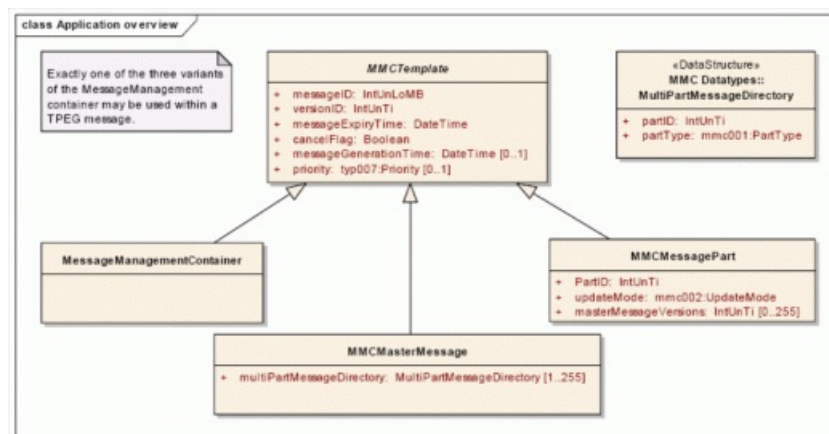 class Application overview
Exactly one of the three variants
of the MessageManagement
container may be used within a
TPEG message.
MMCTemplate
+ messageID: IntUnLoMB
+ versionID: IntUnTi
+ messageExpiryTime: DateTime
+ cancelFlag: Boolean
+ messageGenerationTime: DateTime [0..1]
+ priority: typ007:Priority [0..1]
«DataStructure»
MMC Datatypes::
MultiPartMessageDirectory
+ partID: IntUnTi
+ partType: mmc001:PartType
MessageManagementContainer
MMCMessagePart
+ PartID: IntUnTi
+ updateMode: mmc002:UpdateMode
+ masterMessageVersions: IntUnTi [0..255]
MMCMasterMessage
+ multiPartMessageDirectory: MultiPartMessageDirectory [1..255]